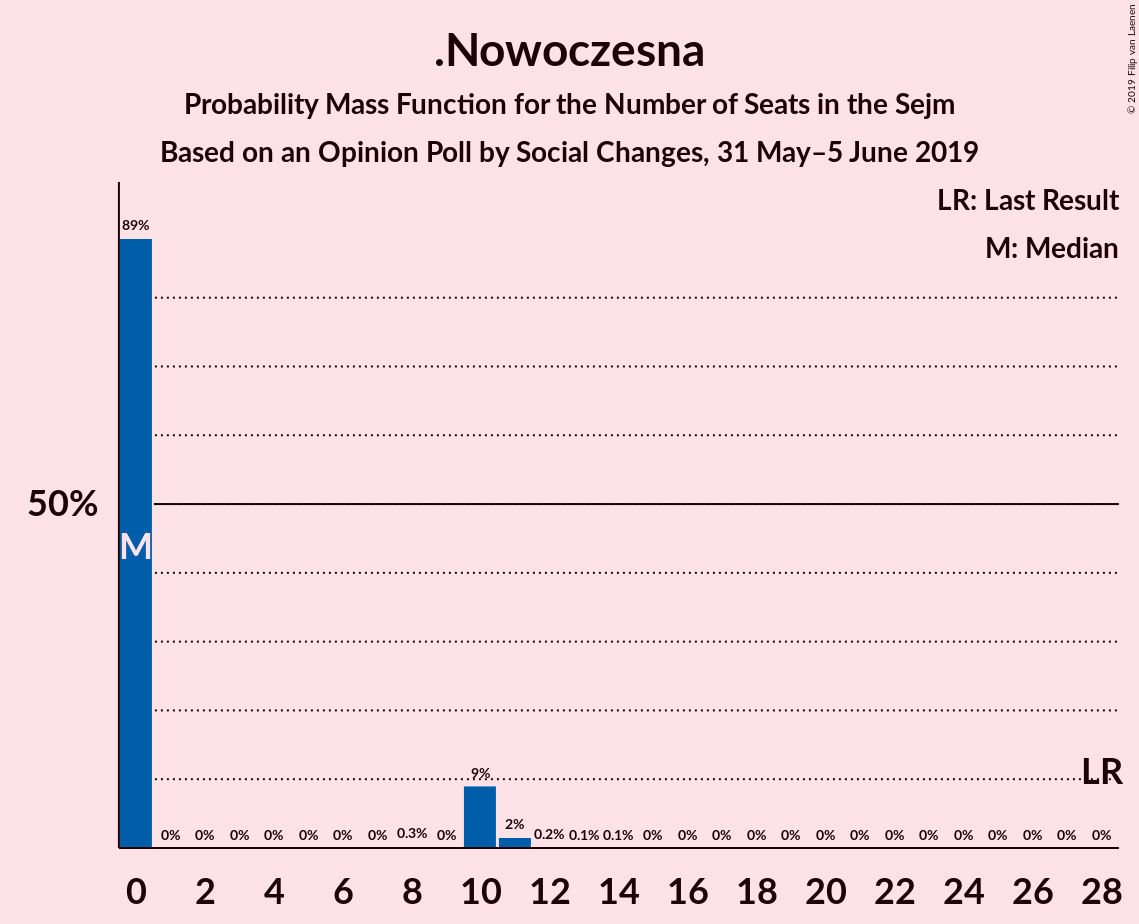 .Nowoczesna
Probability Mass Function for the Number of Seats in the Sejm
Based on an Opinion Poll by Social Changes, 31 May–5 June 2019
© 2019 Filip van Laenen
LR: Last Result
M: Median
89%
50%
M
LR
9%
2%
0% 0% 0% 0% 0% 0% 0% 0.3% 0% 0.2% 0.1% 0.1% 0% 0% 0% 0% 0% 0% 0% 0% 0% 0% 0% 0% 0% 0%
0 2 4 6 8 10 12 14 16 18 20 22 24 26 28